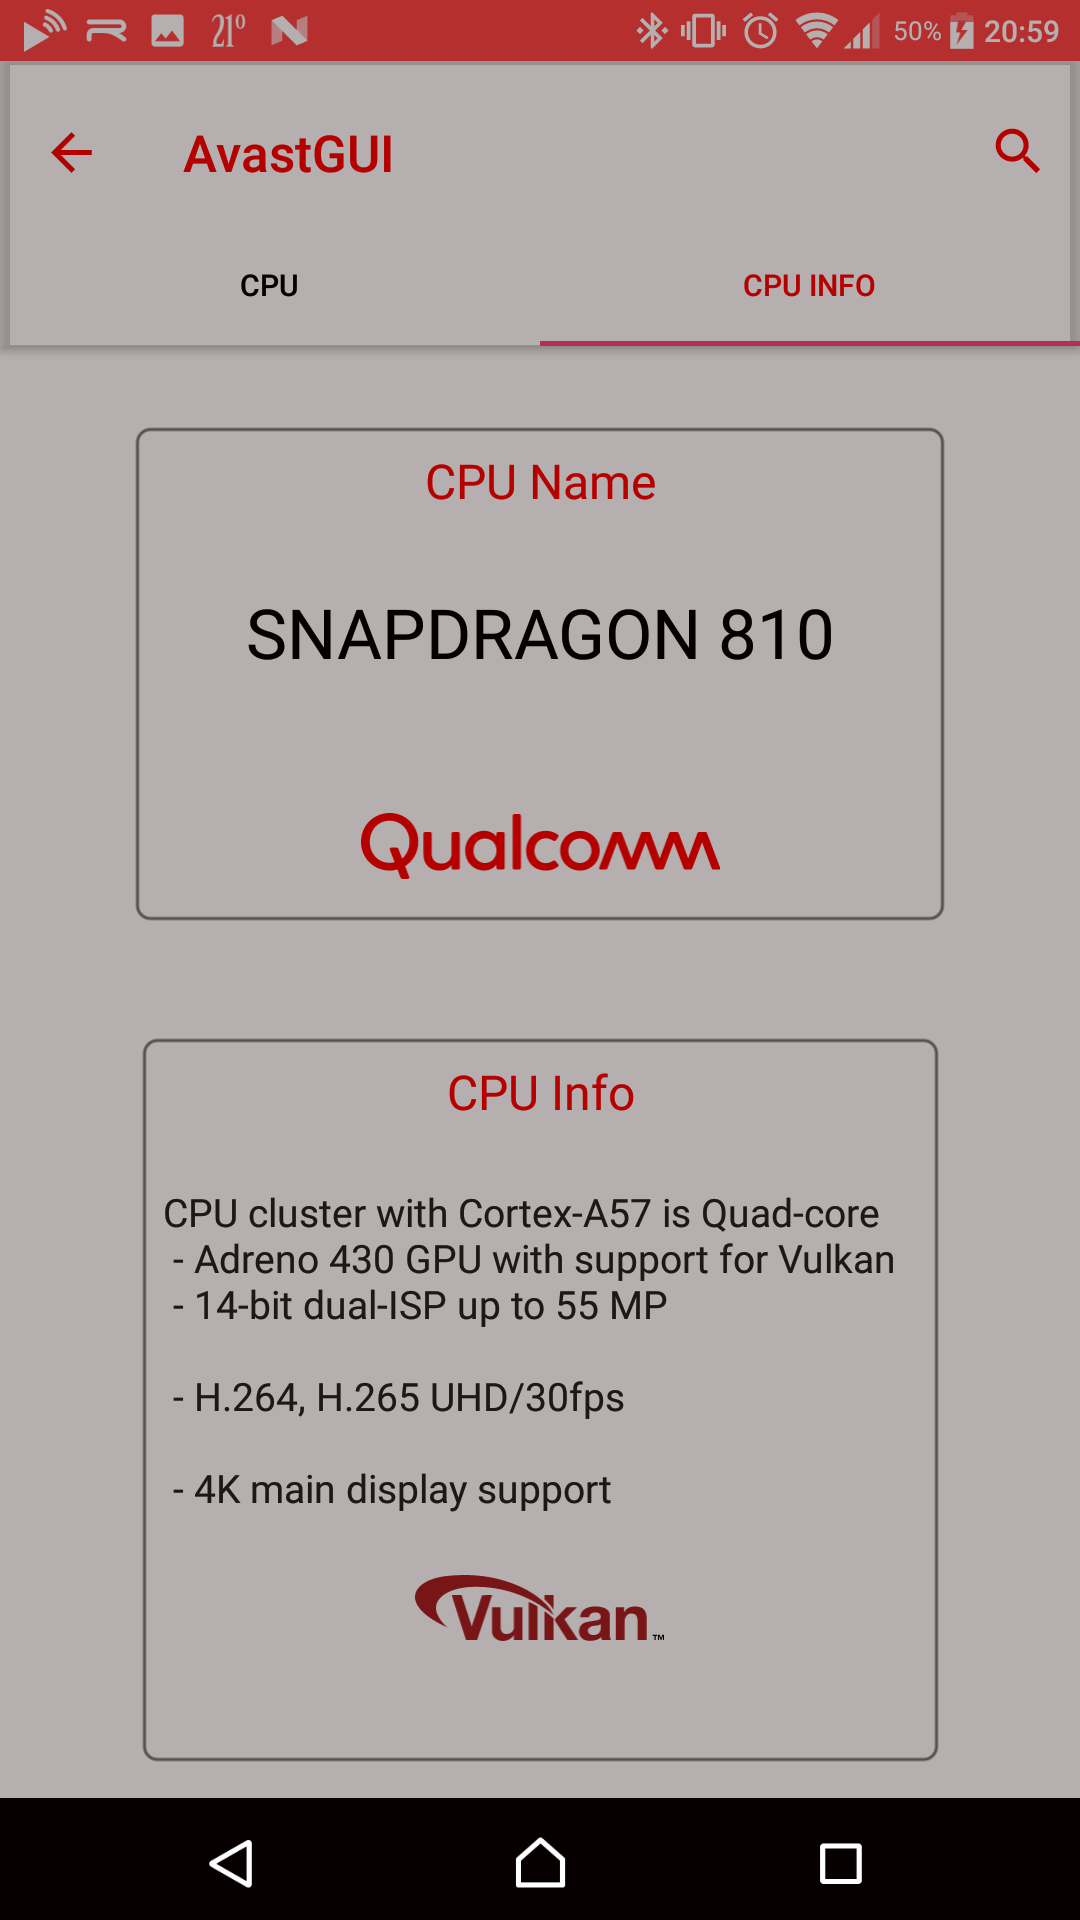 21° 50% 20:59
AvastGUI
CPU CPU INFO
CPU Name
SNAPDRAGON 810
Qualcomm
CPU Info
CPU cluster with Cortex-A57 is Quad-core
- Adreno 430 GPU with support for Vulkan
- 14-bit dual-ISP up to 55 MP
- H.264, H.265 UHD/30fps
- 4K main display support
Vulkan™